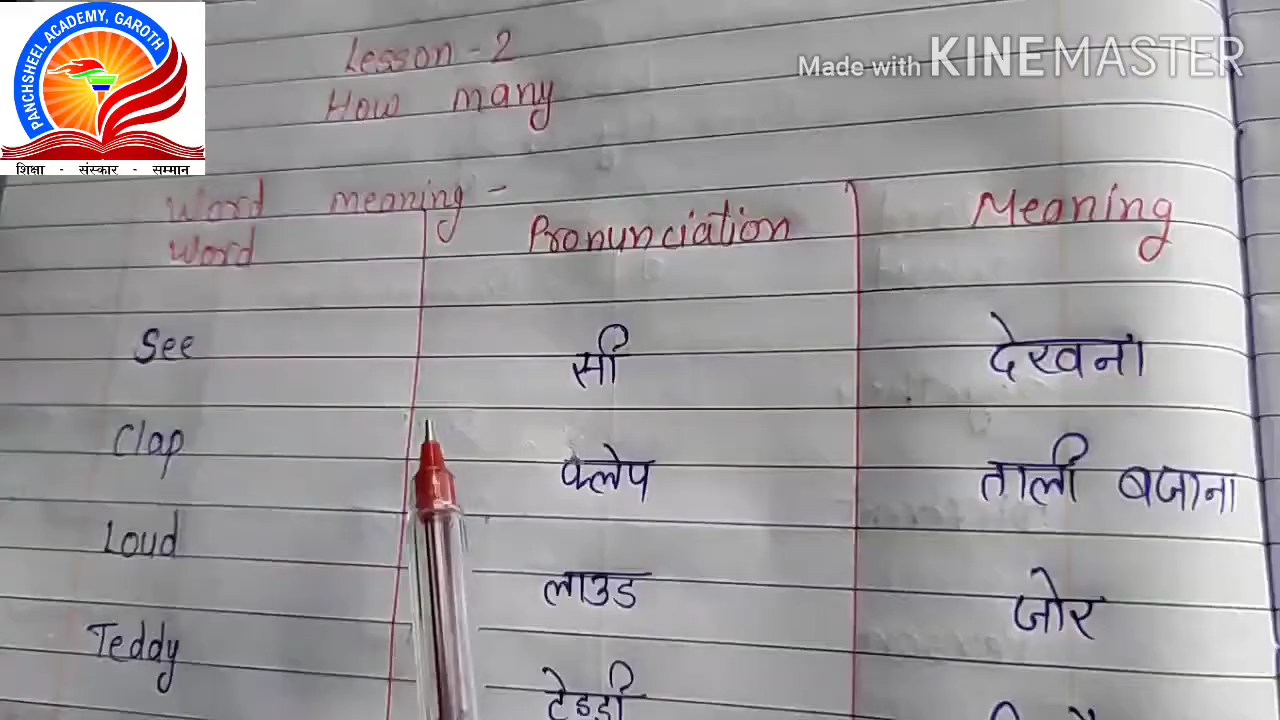 PANCHSHEEL ACADEMY, GAROTH
शिक्षा - संस्कार - सम्मान
Made with KINEMASTER
Lesson - 2
How many
Word meaning -
Word Pronunciation Meaning
See सी देखना
Clap क्लेप ताली बजाना
Loud लाउड जोर
Teddy टेडडी